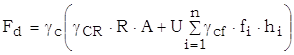 F_d = γ_c ( γ_CR · R · A + U ∑_{i=1}^{n} γ_cf · f_i · h_i )